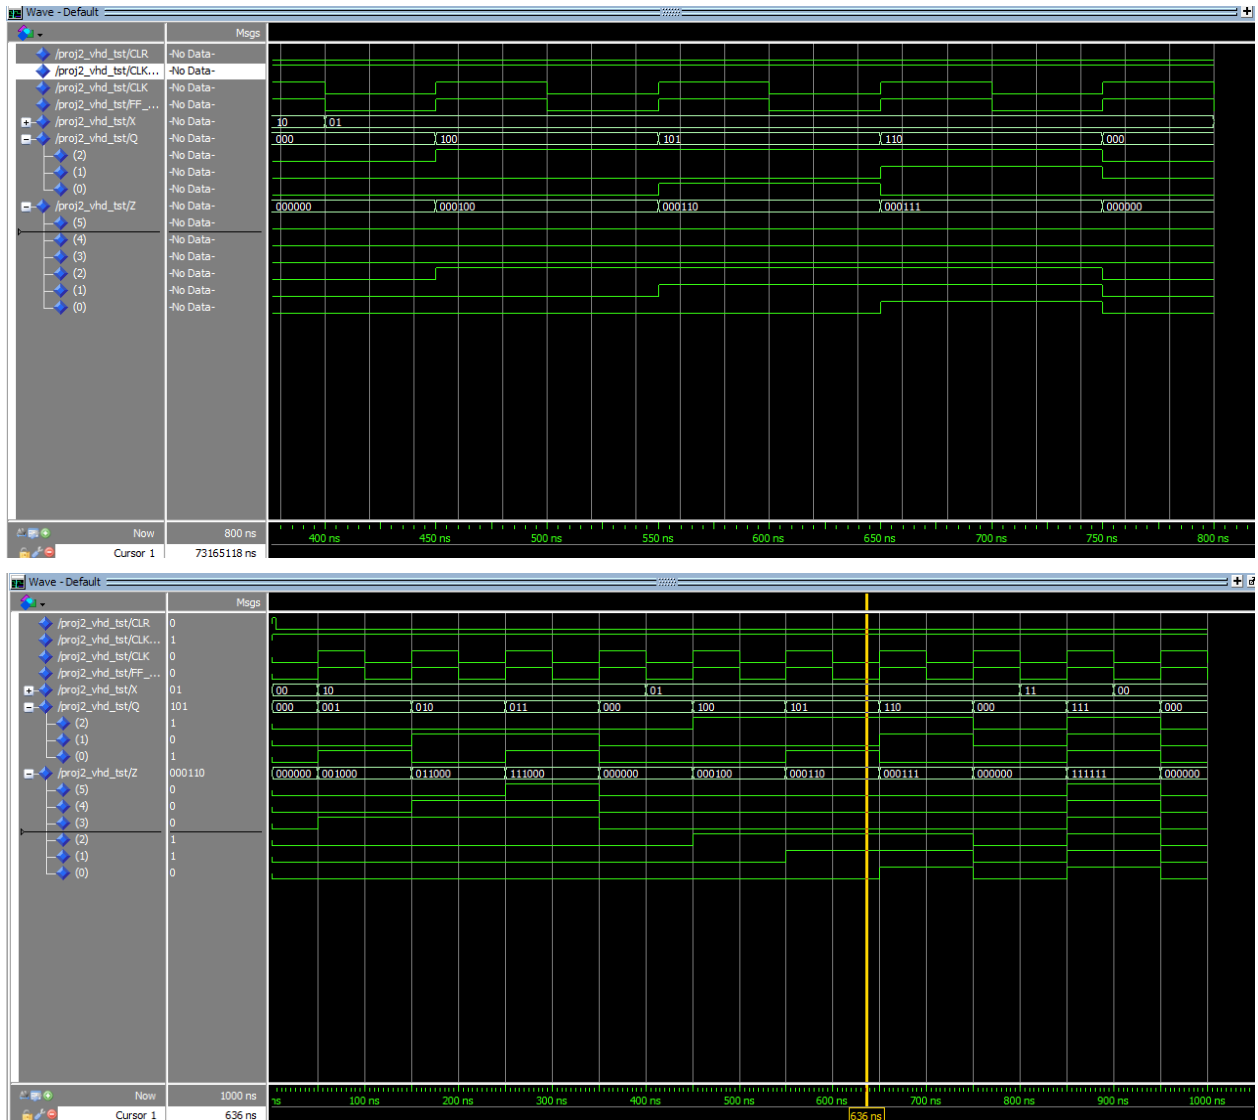 Wave - Default
Msgs
/proj2_vhd_tst/CLR -No Data-
/proj2_vhd_tst/CLK... -No Data-
/proj2_vhd_tst/CLK -No Data-
/proj2_vhd_tst/FF_... -No Data-
/proj2_vhd_tst/X -No Data- 10 01
/proj2_vhd_tst/Q -No Data- 000 100 101 110 000
(2) -No Data-
(1) -No Data-
(0) -No Data-
/proj2_vhd_tst/Z -No Data- 000000 000100 000110 000111 000000
(5) -No Data-
(4) -No Data-
(3) -No Data-
(2) -No Data-
(1) -No Data-
(0) -No Data-
Now 800 ns 400 ns 450 ns 500 ns 550 ns 600 ns 650 ns 700 ns 750 ns 800 ns
Cursor 1 73165118 ns
Wave - Default
Msgs
/proj2_vhd_tst/CLR 0
/proj2_vhd_tst/CLK... 1
/proj2_vhd_tst/CLK 0
/proj2_vhd_tst/FF_... 0
/proj2_vhd_tst/X 01 00 10 01 11 00
/proj2_vhd_tst/Q 101 000 001 010 011 000 100 101 110 000 111 000
(2) 1
(1) 0
(0) 1
/proj2_vhd_tst/Z 000110 000000 001000 011000 111000 000000 000100 000110 000111 000000 111111 000000
(5) 0
(4) 0
(3) 0
(2) 1
(1) 1
(0) 0
Now 1000 ns ns 100 ns 200 ns 300 ns 400 ns 500 ns 600 ns 700 ns 800 ns 900 ns 1000 ns
Cursor 1 636 ns 636 ns